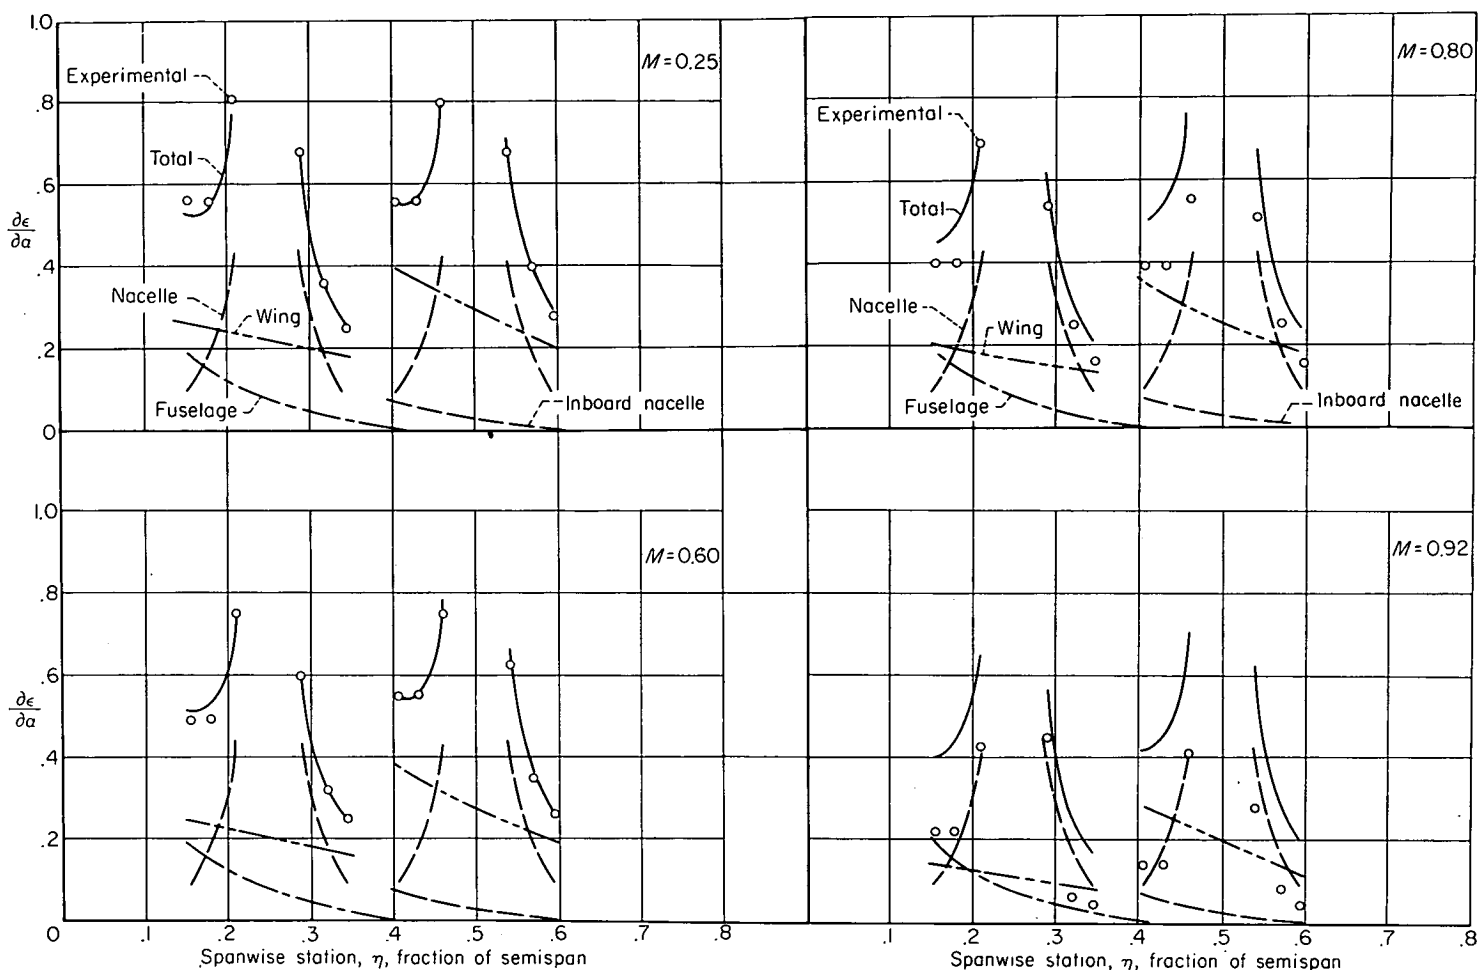 1.0
.8
.6
.4
.2
0
∂ϵ/∂α
M=0.25
Experimental
Total
Nacelle
Wing
Fuselage
Inboard nacelle
M=0.80
Experimental
Total
Nacelle
Wing
Fuselage
Inboard nacelle
1.0
.8
.6
.4
.2
0
∂ϵ/∂α
M=0.60
.1 .2 .3 .4 .5 .6 .7 .8
Spanwise station, η, fraction of semispan
M=0.92
.1 .2 .3 .4 .5 .6 .7 .8
Spanwise station, η, fraction of semispan